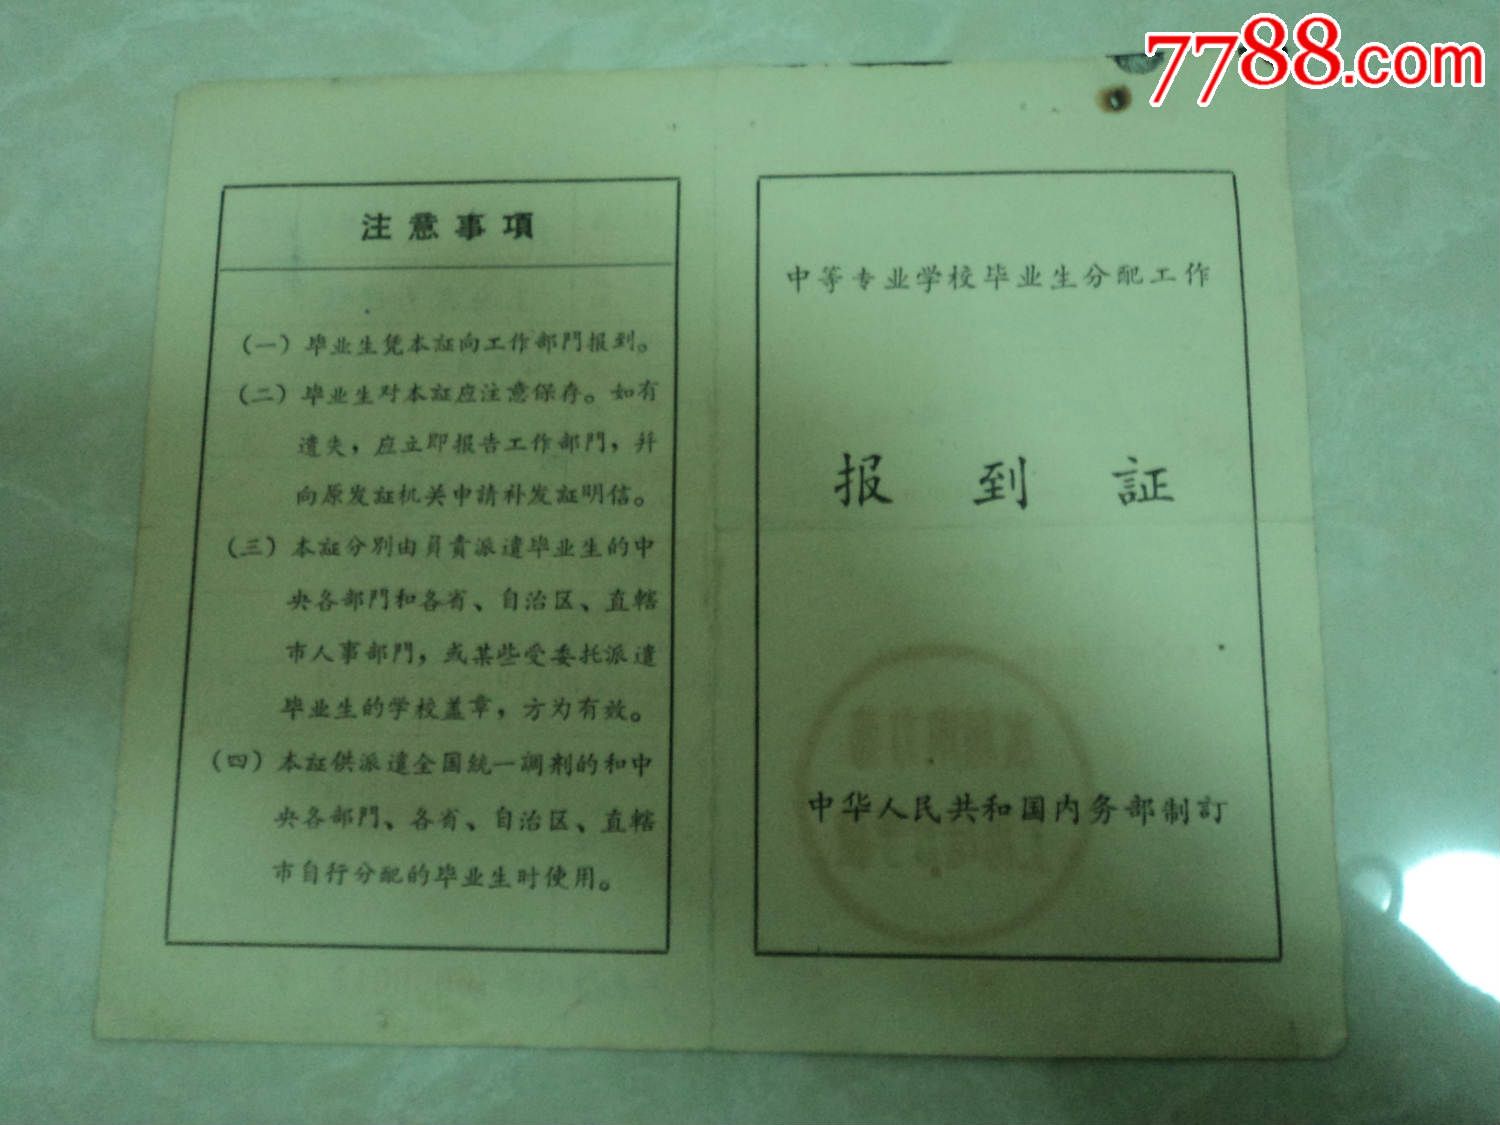 7788.com
注意事項
（一）毕业生凭本証向工作部門报到。
（二）毕业生对本証应注意保存。如有
遺失，应立即报告工作部門，幷
向原发証机关申請补发証明信。
（三）本証分別由員責派遣毕业生的中
央各部門和各省、自治区、直轄
市人事部門，或某些受委托派遣
毕业生的学校盖章，方为有效。
（四）本証供派遣全国統一調剂的和中
央各部門、各省、自治区、直轄
市自行分配的毕业生时使用。
中等专业学校毕业生分配工作
报到証
中华人民共和国内务部制訂